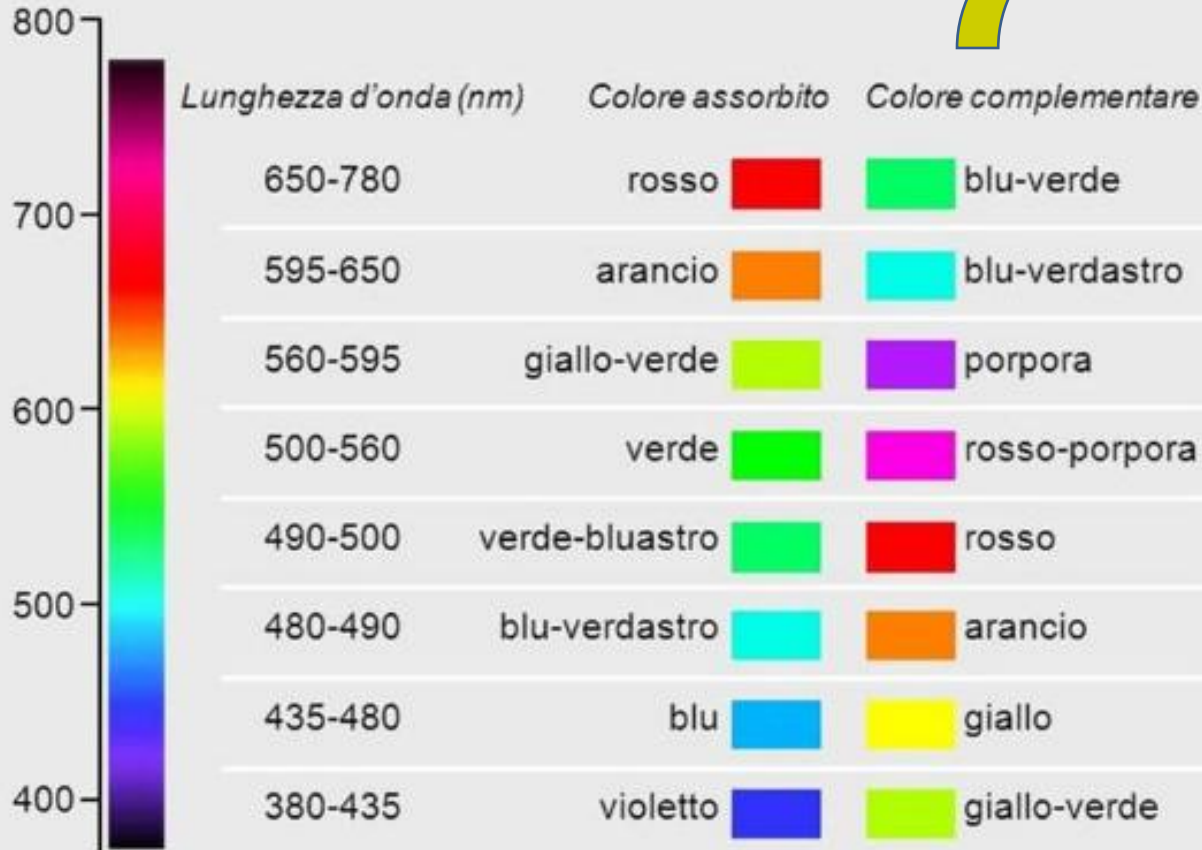 800
700
600
500
400
Lunghezza d'onda (nm) Colore assorbito Colore complementare
650-780 rosso blu-verde
595-650 arancio blu-verdastro
560-595 giallo-verde porpora
500-560 verde rosso-porpora
490-500 verde-bluastro rosso
480-490 blu-verdastro arancio
435-480 blu giallo
380-435 violetto giallo-verde